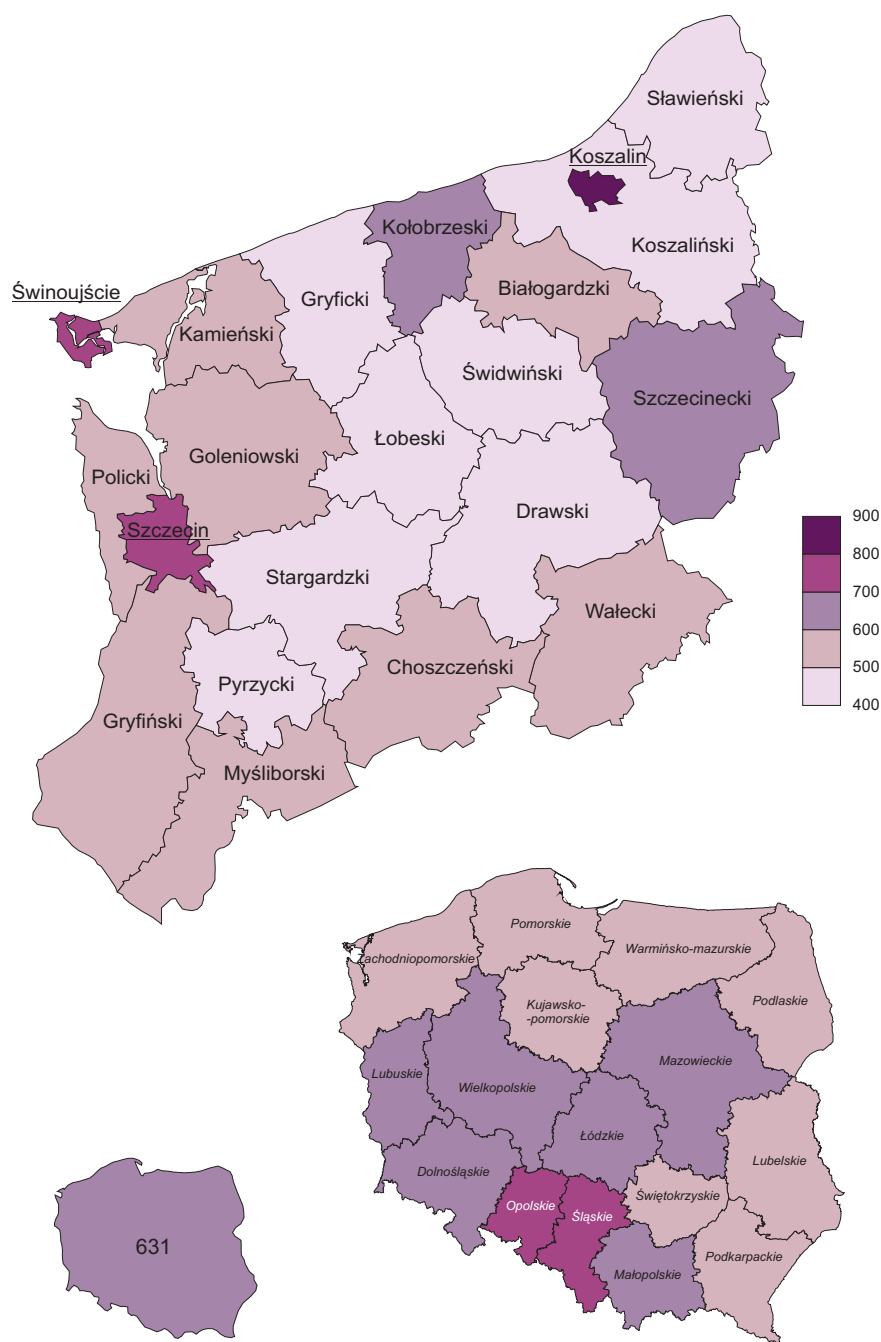 Sławieński
Koszalin
Kołobrzeski
Koszaliński
Białogardzki
Świnoujście
Gryficki
Kamieński
Świdwiński
Szczecinecki
Łobeski
Goleniowski
Policki
Drawski
Szczecin
Stargardzki
Wałecki
Choszczeński
Pyrzycki
Gryfiński
Myśliborski
900
800
700
600
500
400
Pomorskie
Warmińsko-mazurskie
Zachodniopomorskie
Kujawsko-
-pomorskie
Podlaskie
Mazowieckie
Lubuskie
Wielkopolskie
Łódzkie
Lubelskie
Dolnośląskie
Świętokrzyskie
Opolskie
Śląskie
Podkarpackie
Małopolskie
631